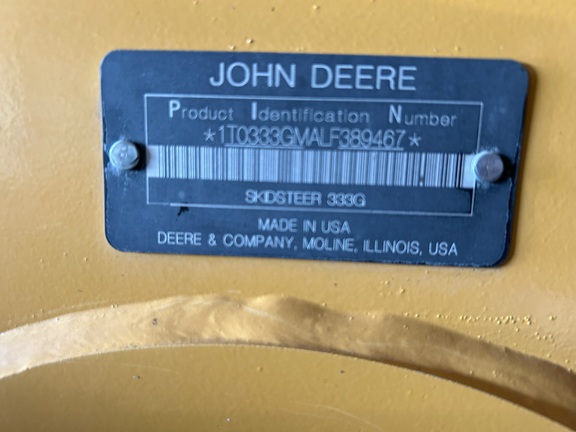 JOHN DEERE
Product Identification Number
*1T0333GMALF389467*
SKIDSTEER 333G
MADE IN USA
DEERE & COMPANY, MOLINE, ILLINOIS, USA